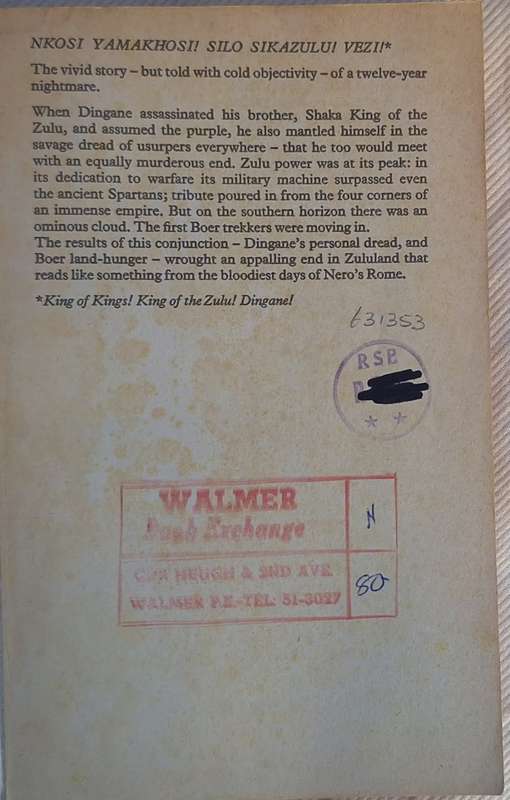 NKOSI YAMAKHOSI! SILO SIKAZULU! VEZI!*
The vivid story – but told with cold objectivity – of a twelve-year
nightmare.
When Dingane assassinated his brother, Shaka King of the
Zulu, and assumed the purple, he also mantled himself in the
savage dread of usurpers everywhere – that he too would meet
with an equally murderous end. Zulu power was at its peak: in
its dedication to warfare its military machine surpassed even
the ancient Spartans; tribute poured in from the four corners of
an immense empire. But on the southern horizon there was an
ominous cloud. The first Boer trekkers were moving in.
The results of this conjunction – Dingane's personal dread, and
Boer land-hunger – wrought an appalling end in Zululand that
reads like something from the bloodiest days of Nero's Rome.
*King of Kings! King of the Zulu! Dingane!
t31353
RSB
WALMER
Exchange
N
HEUGH & 2ND AVE.
WALMER P.E.-TEL: 51-3027
80